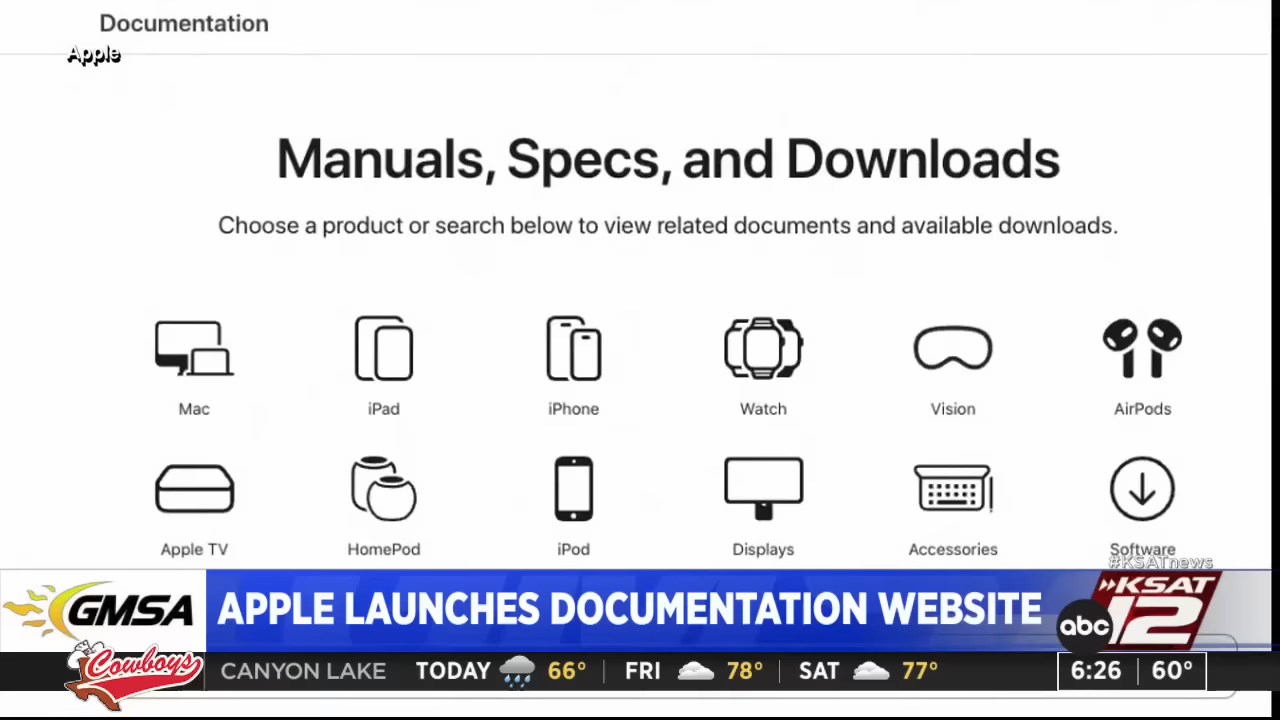 Documentation
Apple
Manuals, Specs, and Downloads
Choose a product or search below to view related documents and available downloads.
Mac
iPad
iPhone
Watch
Vision
AirPods
Apple TV
HomePod
iPod
Displays
Accessories
Software
#KSATnews
GMSA
APPLE LAUNCHES DOCUMENTATION WEBSITE
abc
KSAT
12
Cowboys
CANYON LAKE TODAY 66° FRI 78° SAT 77°
6:26 60°